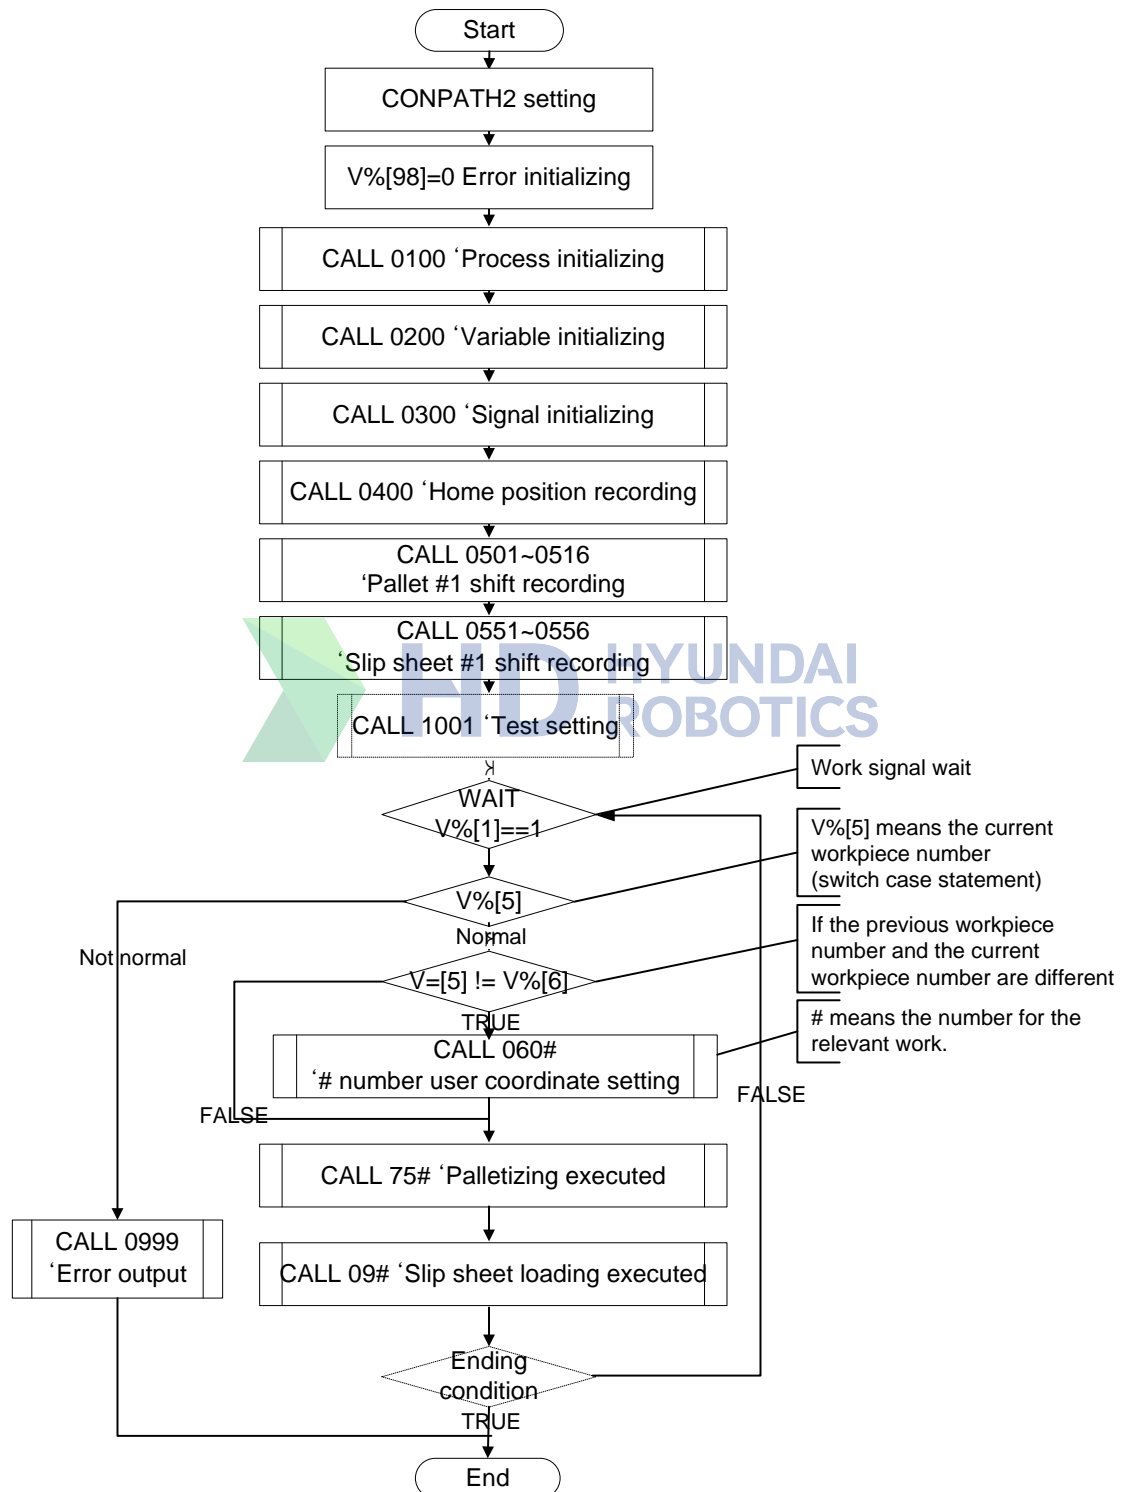 Start
CONPATH2 setting
V%[98]=0 Error initializing
CALL 0100 ‘Process initializing
CALL 0200 ‘Variable initializing
CALL 0300 ‘Signal initializing
CALL 0400 ‘Home position recording
CALL 0501~0516
‘Pallet #1 shift recording
CALL 0551~0556
‘Slip sheet #1 shift recording
HD HYUNDAI
ROBOTICS
CALL 1001 ‘Test setting
Work signal wait
WAIT
V%[1]==1
V%[5] means the current
workpiece number
(switch case statement)
V%[5]
Normal
Not normal
If the previous workpiece
number and the current
workpiece number are different
V=[5] != V%[6]
TRUE
# means the number for the
relevant work.
CALL 060#
‘# number user coordinate setting
FALSE
FALSE
CALL 75# ‘Palletizing executed
CALL 0999
‘Error output
CALL 09# ‘Slip sheet loading executed
Ending
condition
TRUE
End